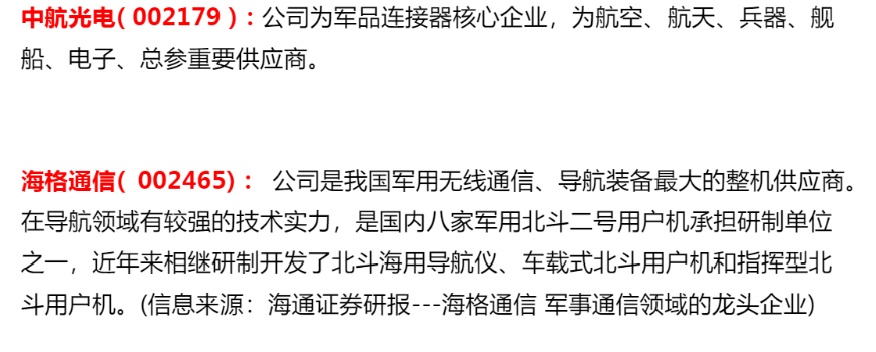 中航光电( 002179 )：公司为军品连接器核心企业，为航空、航天、兵器、舰
船、电子、总参重要供应商。
海格通信( 002465)： 公司是我国军用无线通信、导航装备最大的整机供应商。
在导航领域有较强的技术实力，是国内八家军用北斗二号用户机承担研制单位
之一，近年来相继研制开发了北斗海用导航仪、车载式北斗用户机和指挥型北
斗用户机。(信息来源：海通证券研报---海格通信 军事通信领域的龙头企业)